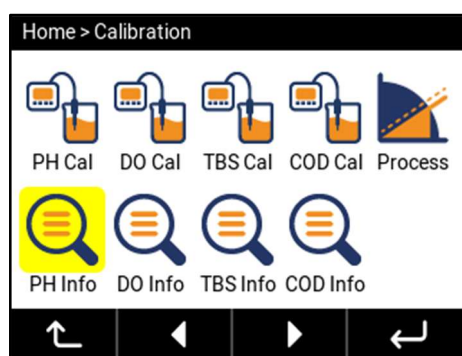 Home > Calibration
PH Cal DO Cal TBS Cal COD Cal Process
PH Info DO Info TBS Info COD Info